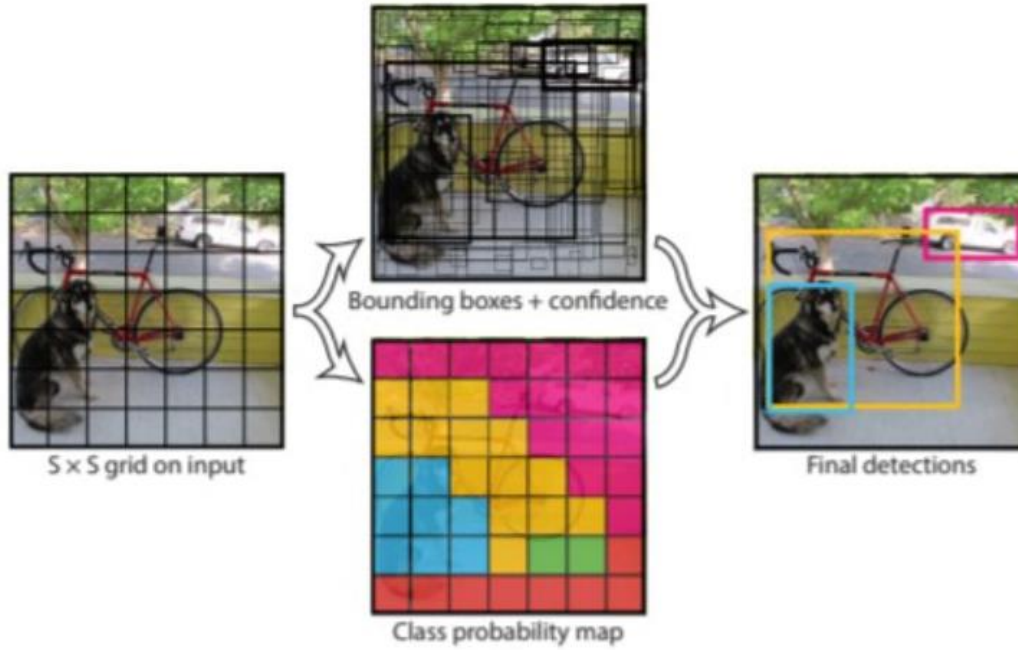 Bounding boxes + confidence
S × S grid on input
Final detections
Class probability map